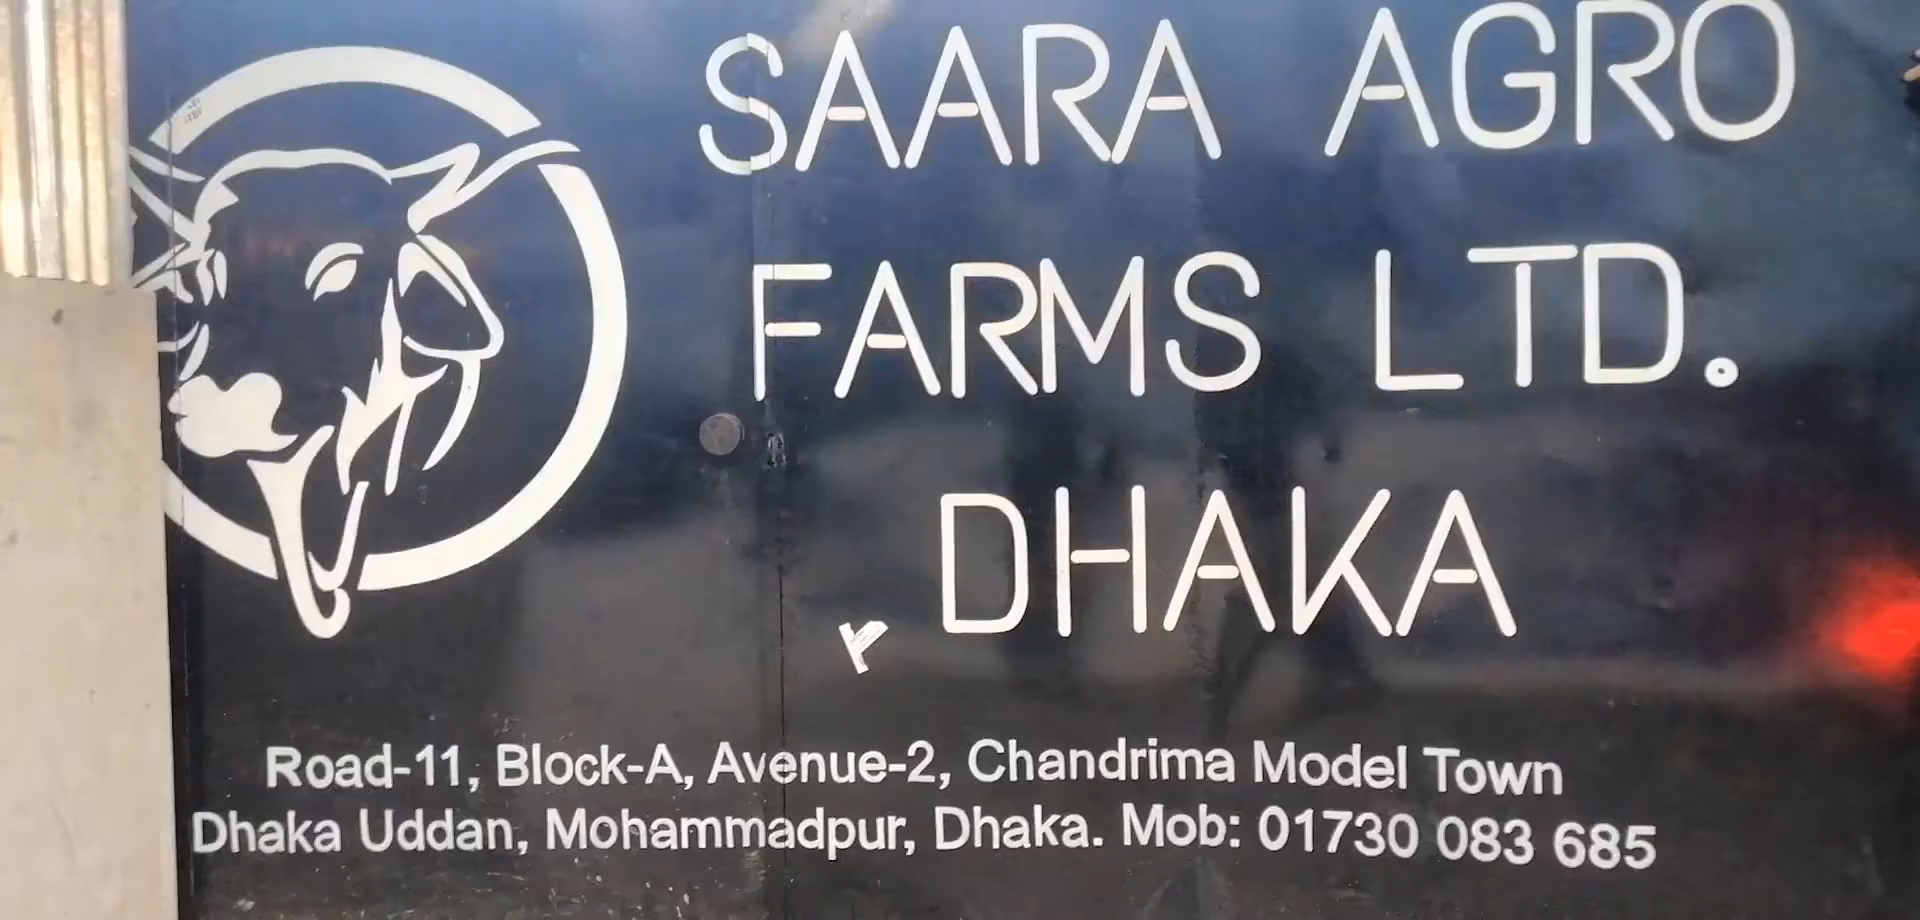 SAARA AGRO
FARMS LTD.
DHAKA
Road-11, Block-A, Avenue-2, Chandrima Model Town
Dhaka Uddan, Mohammadpur, Dhaka. Mob: 01730 083 685